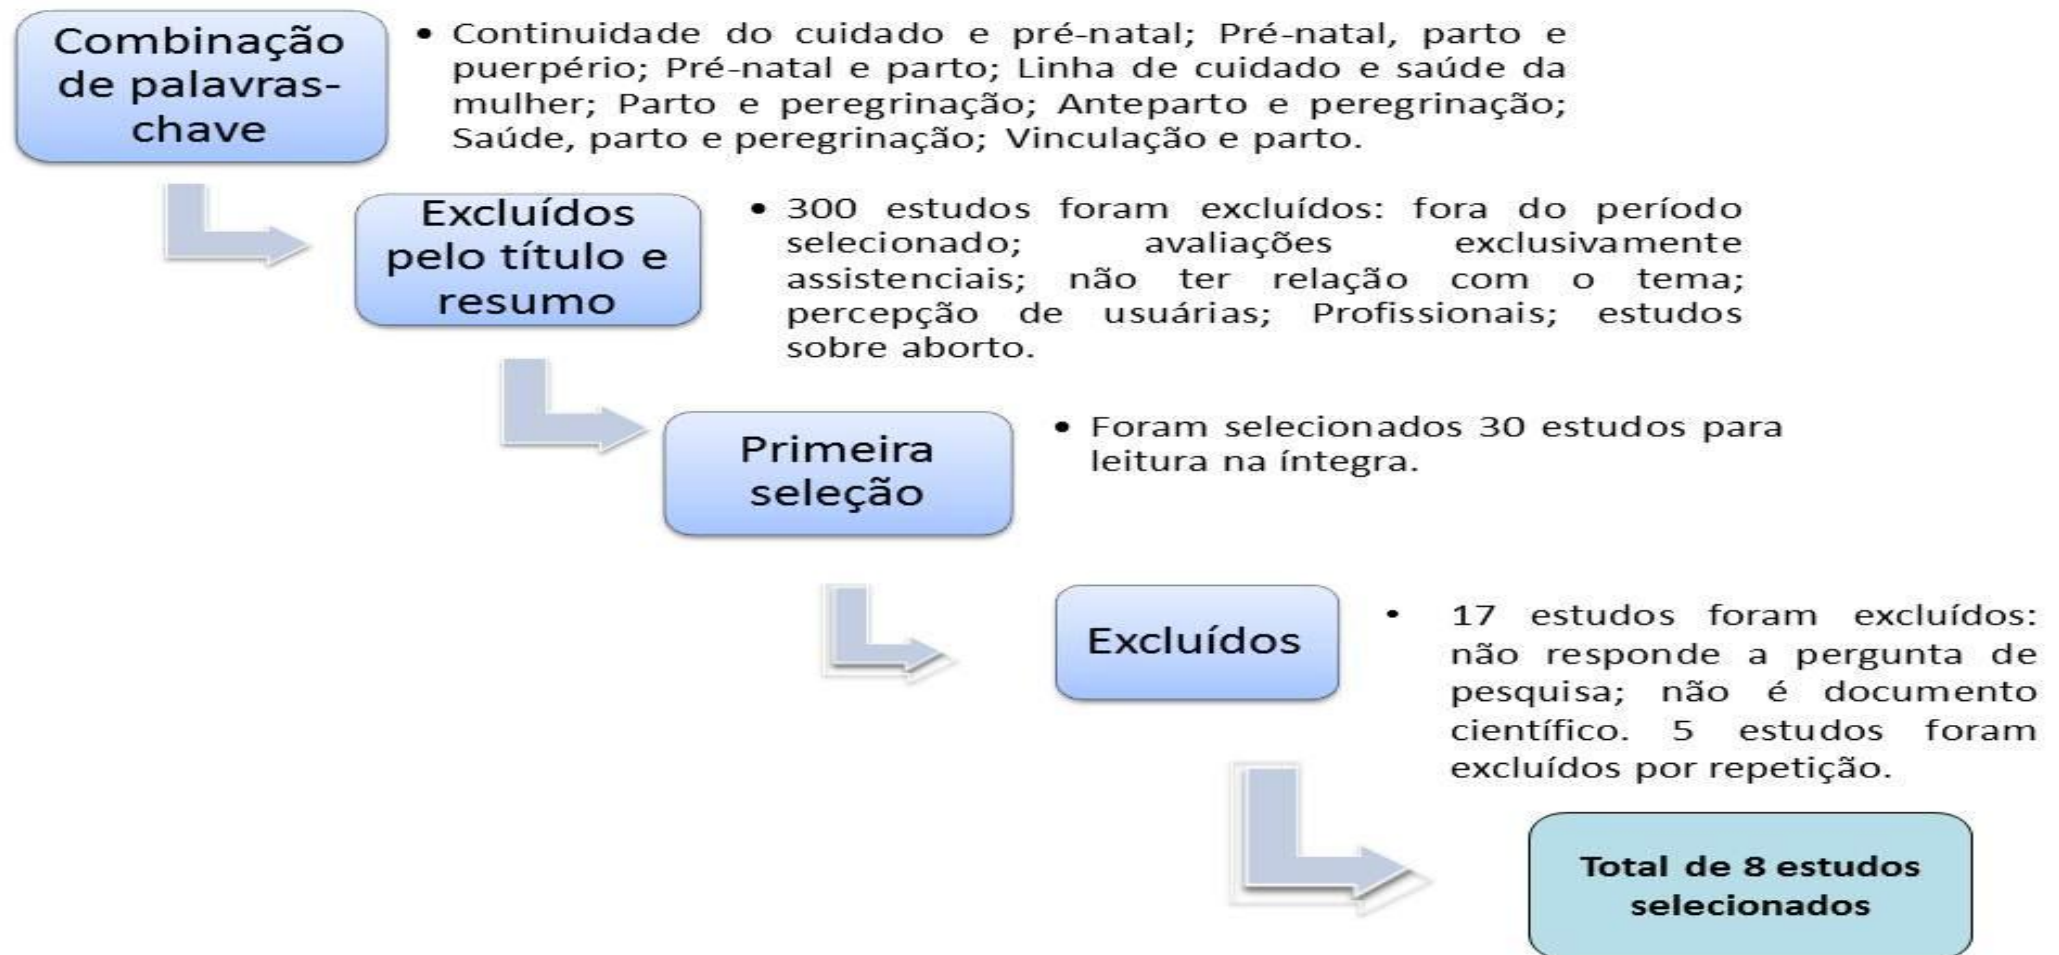 Combinação
de palavras-
chave
• Continuidade do cuidado e pré-natal; Pré-natal, parto e
puerpério; Pré-natal e parto; Linha de cuidado e saúde da
mulher; Parto e peregrinação; Anteparto e peregrinação;
Saúde, parto e peregrinação; Vinculação e parto.
Excluídos
pelo título e
resumo
• 300 estudos foram excluídos: fora do período
selecionado; avaliações exclusivamente
assistenciais; não ter relação com o tema;
percepção de usuárias; Profissionais; estudos
sobre aborto.
Primeira
seleção
• Foram selecionados 30 estudos para
leitura na íntegra.
Excluídos
• 17 estudos foram excluídos:
não responde a pergunta de
pesquisa; não é documento
científico. 5 estudos foram
excluídos por repetição.
Total de 8 estudos
selecionados